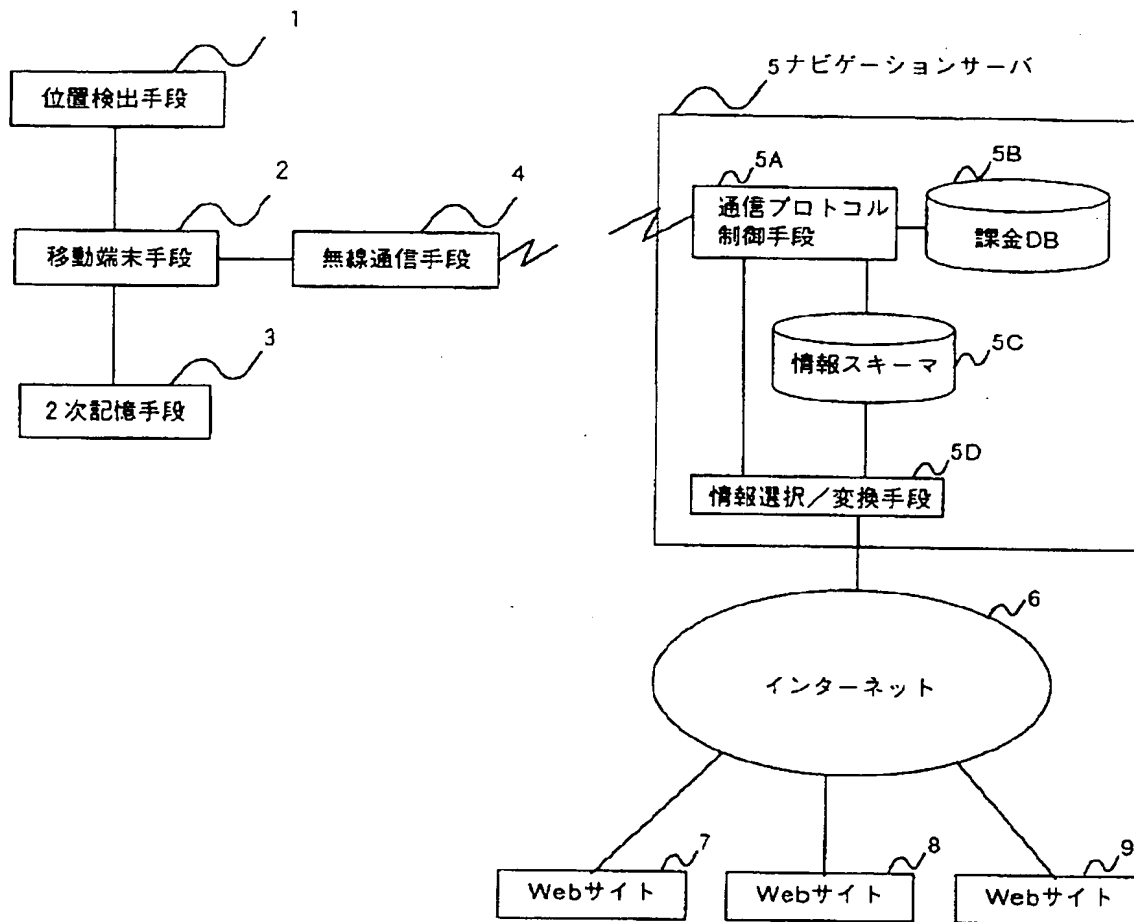 1
位置検出手段
2
移動端末手段
4
無線通信手段
3
2次記憶手段
5ナビゲーションサーバ
5A
通信プロトコル
制御手段
5B
課金DB
情報スキーマ
5C
5D
情報選択／変換手段
6
インターネット
7
Webサイト
8
Webサイト
9
Webサイト